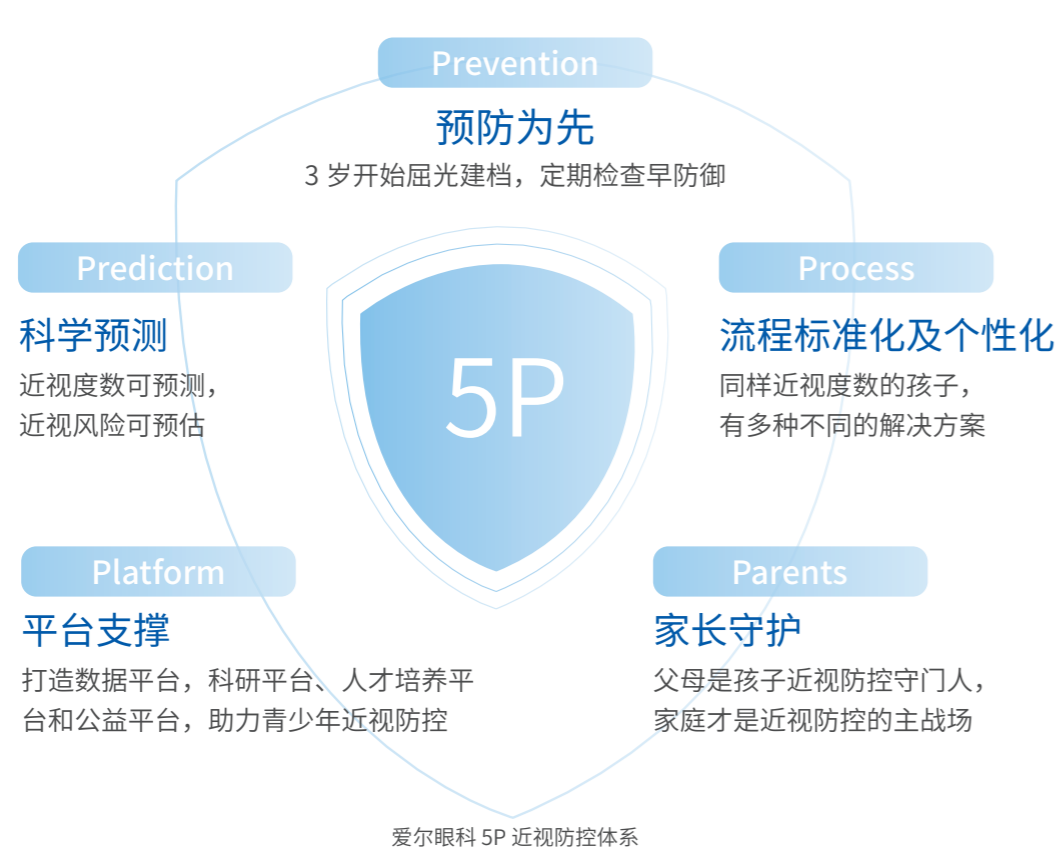 Prevention
预防为先
3 岁开始屈光建档，定期检查早防御
Prediction
科学预测
近视度数可预测，
近视风险可预估
5P
Process
流程标准化及个性化
同样近视度数的孩子，
有多种不同的解决方案
Platform
平台支撑
打造数据平台，科研平台、人才培养平
台和公益平台，助力青少年近视防控
Parents
家长守护
父母是孩子近视防控守门人，
家庭才是近视防控的主战场
爱尔眼科 5P 近视防控体系